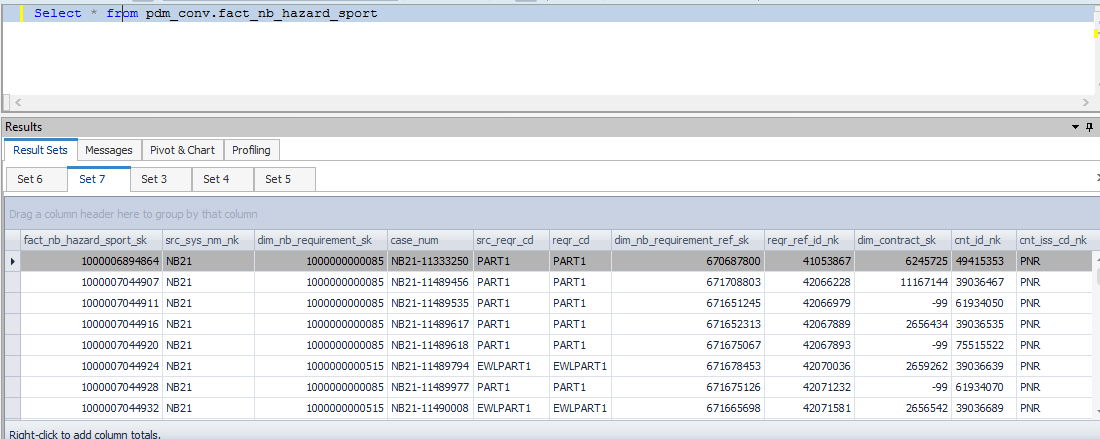 Select * from pdm_conv.fact_nb_hazard_sport
Results
Result Sets Messages Pivot & Chart Profiling
Set 6 Set 7 Set 3 Set 4 Set 5
Drag a column header here to group by that column
fact_nb_hazard_sport_sk src_sys_nm_nk dim_nb_requirement_sk case_num src_reqr_cd reqr_cd dim_nb_requirement_ref_sk reqr_ref_id_nk dim_contract_sk cnt_id_nk cnt_iss_cd_nk
1000006894864 NB21 1000000000085 NB21-11333250 PART1 PART1 670687800 41053867 6245725 49415353 PNR
1000007044907 NB21 1000000000085 NB21-11489456 PART1 PART1 671708803 42066228 11167144 39036467 PNR
1000007044911 NB21 1000000000085 NB21-11489535 PART1 PART1 671651245 42066979 -99 61934050 PNR
1000007044916 NB21 1000000000085 NB21-11489617 PART1 PART1 671652313 42067889 2656434 39036535 PNR
1000007044920 NB21 1000000000085 NB21-11489618 PART1 PART1 671675067 42067893 -99 75515522 PNR
1000007044924 NB21 1000000000515 NB21-11489794 EWLPART1 EWLPART1 671678453 42070036 2659262 39036639 PNR
1000007044928 NB21 1000000000085 NB21-11489977 PART1 PART1 671675126 42071232 -99 61934070 PNR
1000007044932 NB21 1000000000515 NB21-11490008 EWLPART1 EWLPART1 671665698 42071581 2656542 39036689 PNR
Right-click to add column totals.